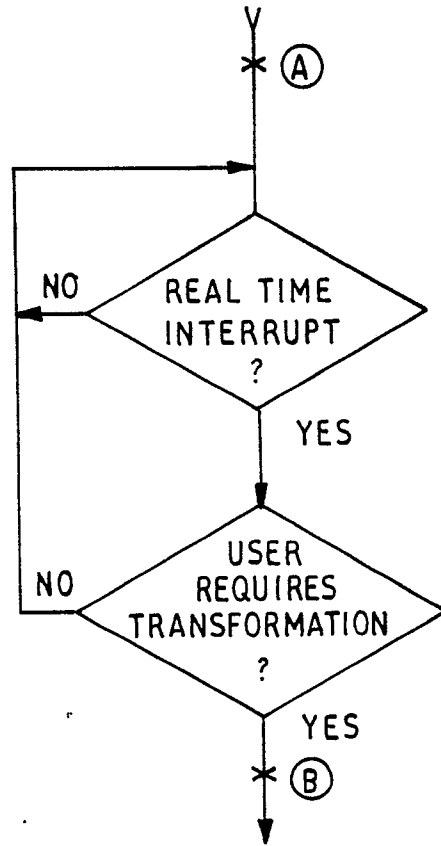 A
NO
REAL TIME
INTERRUPT
?
YES
NO
USER
REQUIRES
TRANSFORMATION
?
YES
B